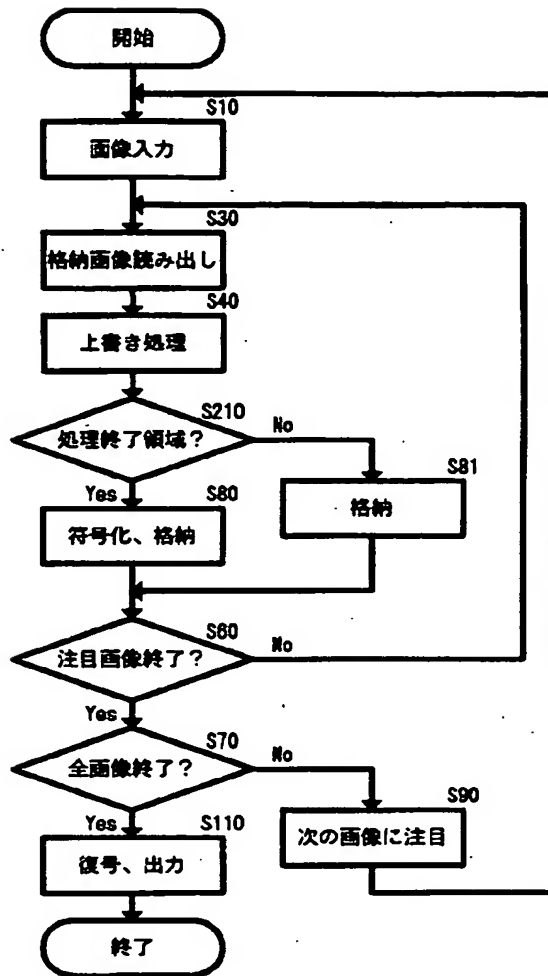 開始
S10
画像入力
S30
格納画像読み出し
S40
上書き処理
S210
処理終了領域?
No
Yes
S80
S81
符号化、格納
格納
S60
注目画像終了?
No
Yes
S70
全画像終了?
No
Yes
S110
S90
復号、出力
次の画像に注目
終了